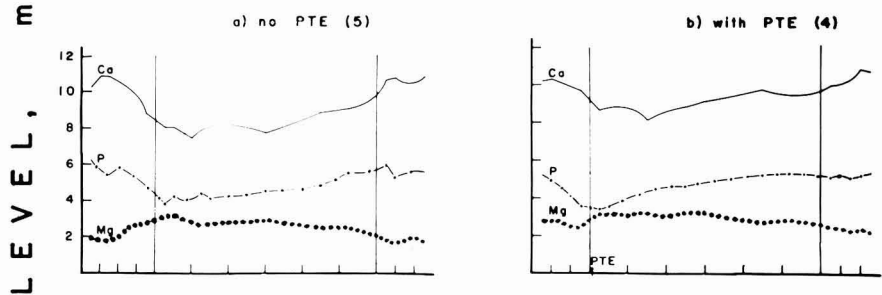 LEVEL, m
a) no PTE (5)
12
10
8
6
4
2
Ca
P
Mg
b) with PTE (4)
Ca
P
Mg
PTE